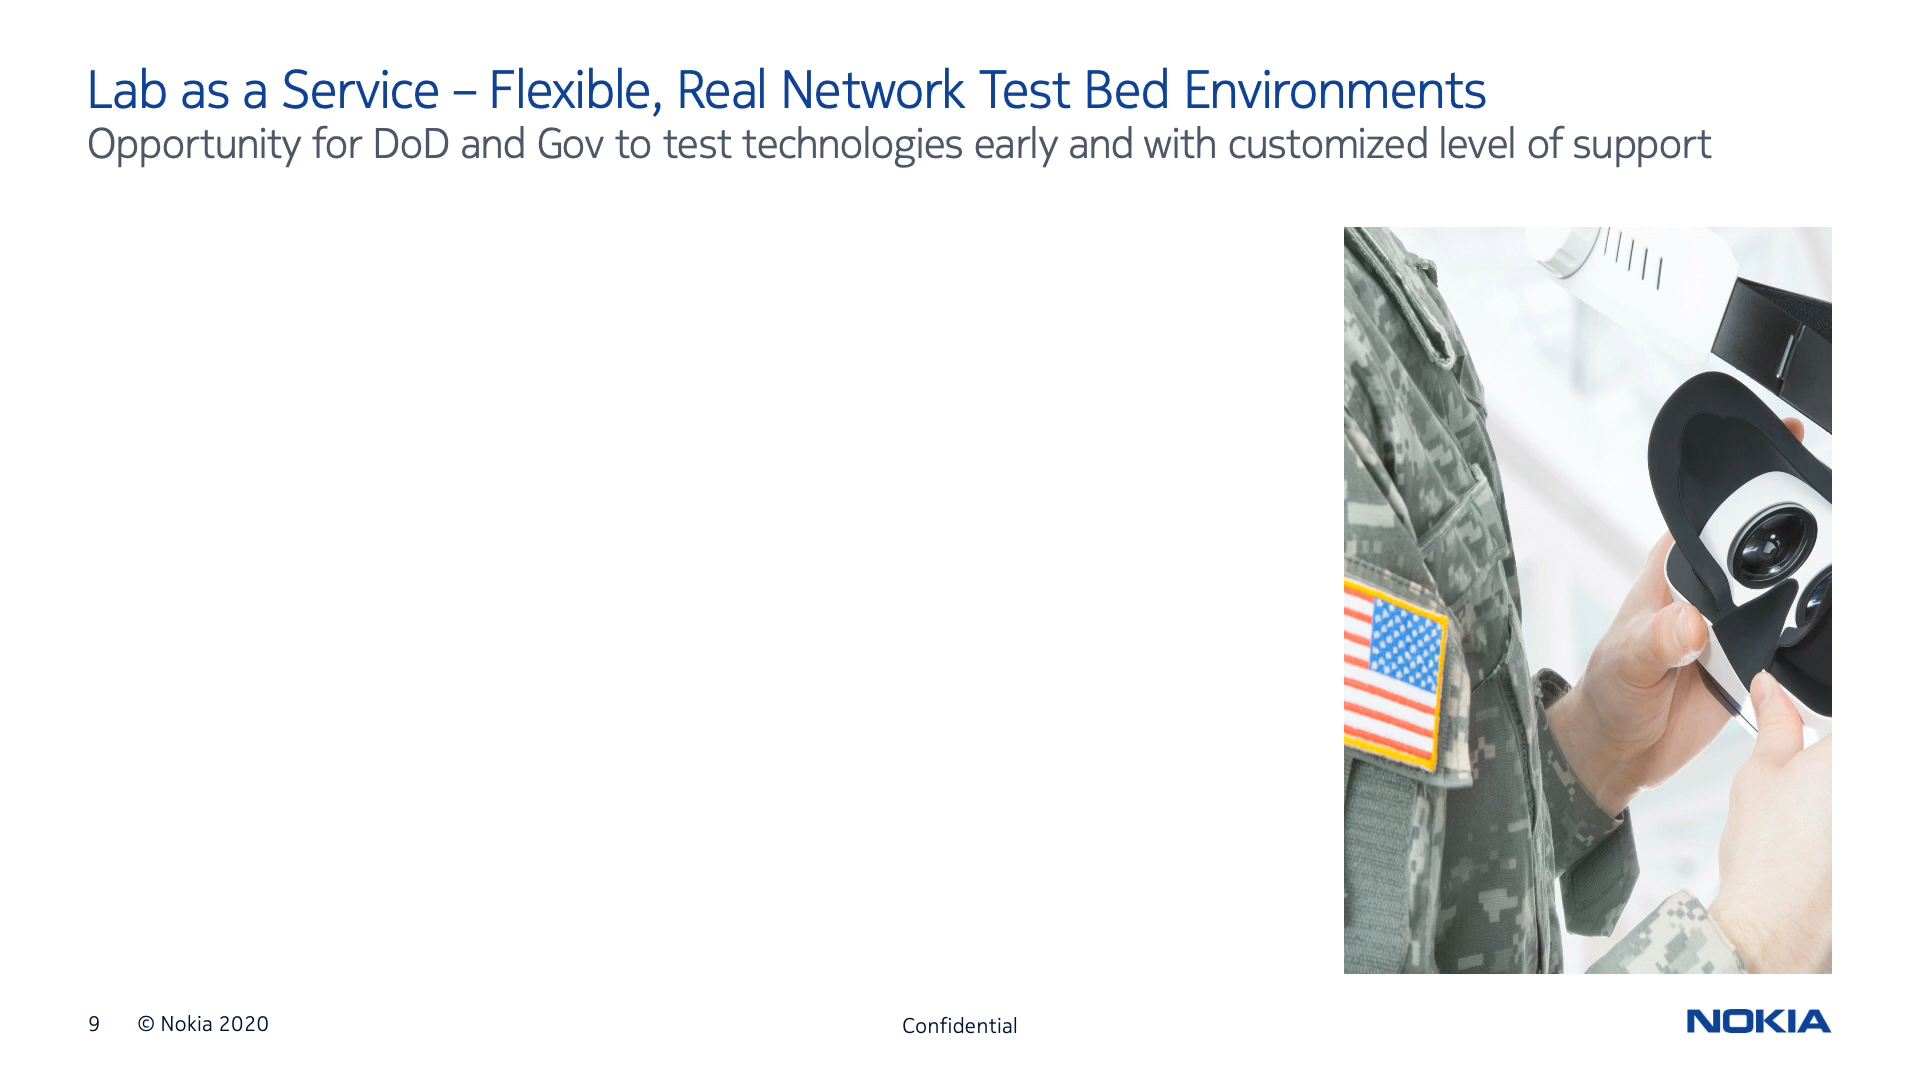 Lab as a Service – Flexible, Real Network Test Bed Environments
Opportunity for DoD and Gov to test technologies early and with customized level of support
9 © Nokia 2020
Confidential
NOKIA